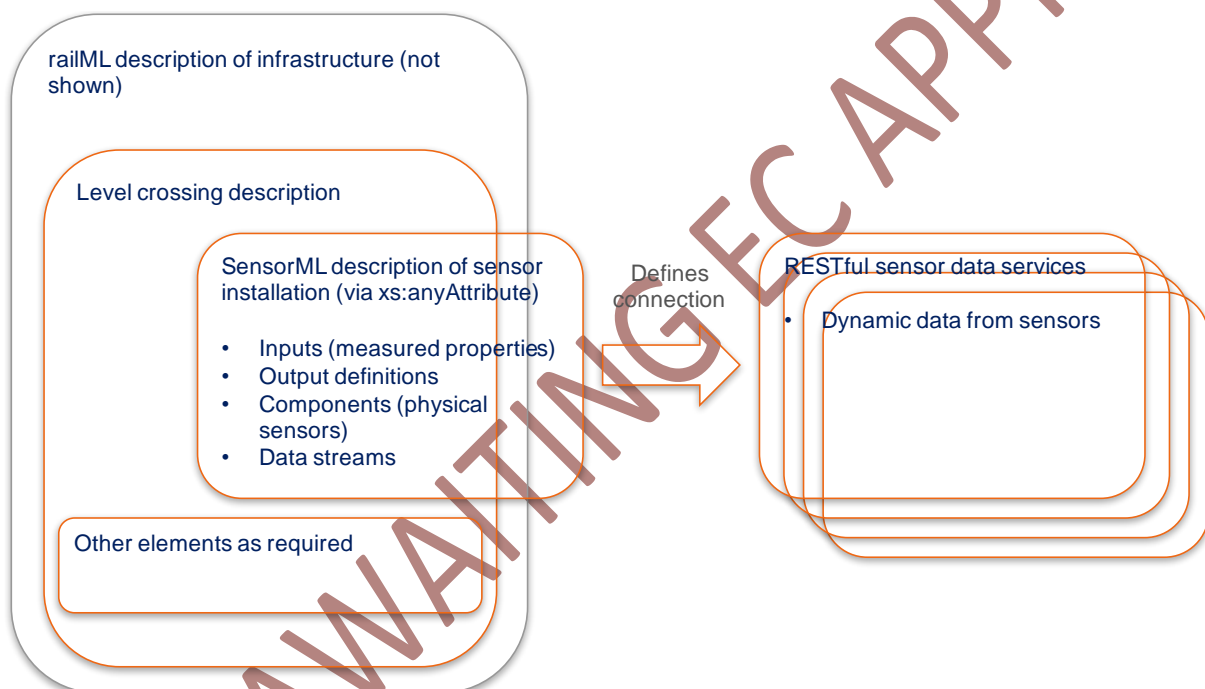 railML description of infrastructure (not
shown)
Level crossing description
SensorML description of sensor
installation (via xs:anyAttribute)
• Inputs (measured properties)
• Output definitions
• Components (physical
sensors)
• Data streams
Other elements as required
Defines
connection
RESTful sensor data services
• Dynamic data from sensors
AWAITING EC APP